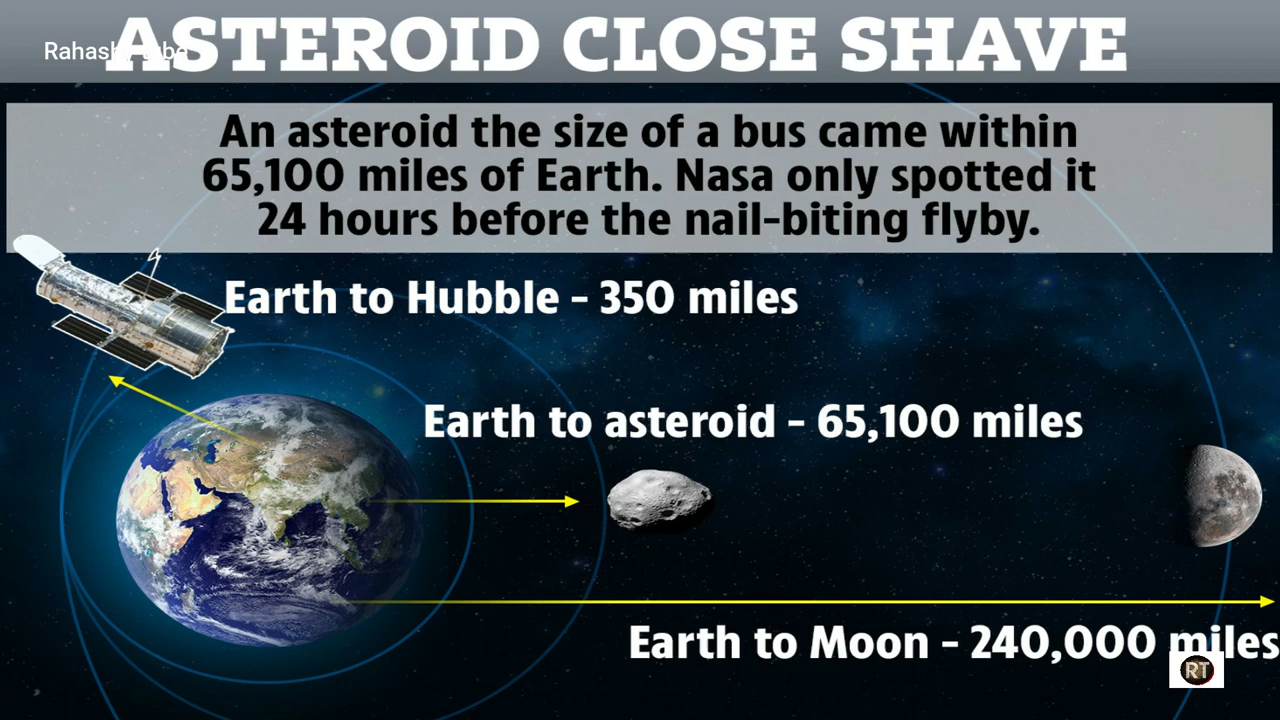 ASTEROID CLOSE SHAVE
An asteroid the size of a bus came within
65,100 miles of Earth. Nasa only spotted it
24 hours before the nail-biting flyby.
Earth to Hubble - 350 miles
Earth to asteroid - 65,100 miles
Earth to Moon - 240,000 miles
RT